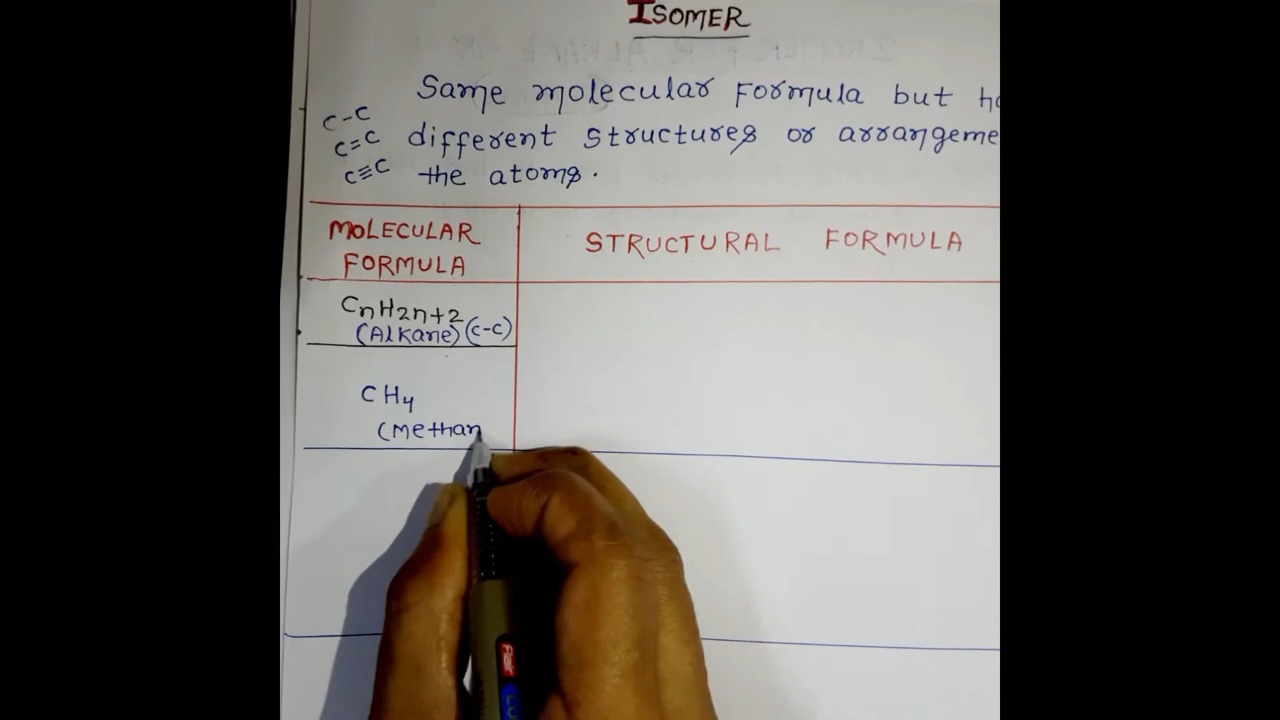 ISOMER
Same molecular Formula but ha
C-C
different structures or arrangeme
C=C
the atoms.
C≡C
MOLECULAR
FORMULA
STRUCTURAL FORMULA
CnH2n+2
(Alkane) (C-C)
CH4
(Methan
Flair